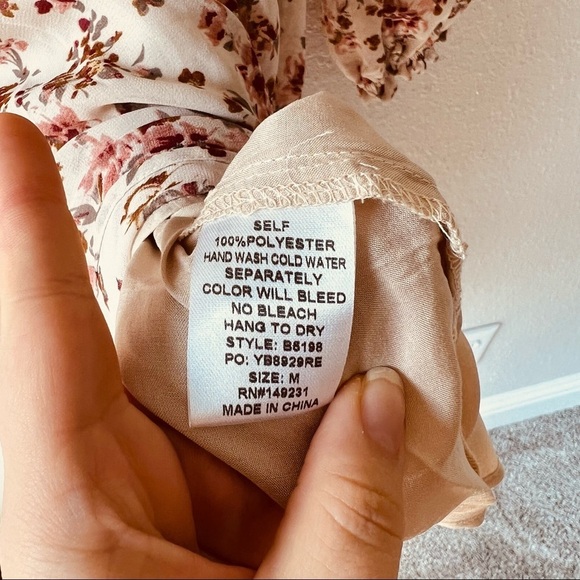 SELF
100%POLYESTER
HAND WASH COLD WATER
SEPARATELY
COLOR WILL BLEED
NO BLEACH
HANG TO DRY
STYLE: B5198
PO: YB8929RE
SIZE: M
RN#149231
MADE IN CHINA